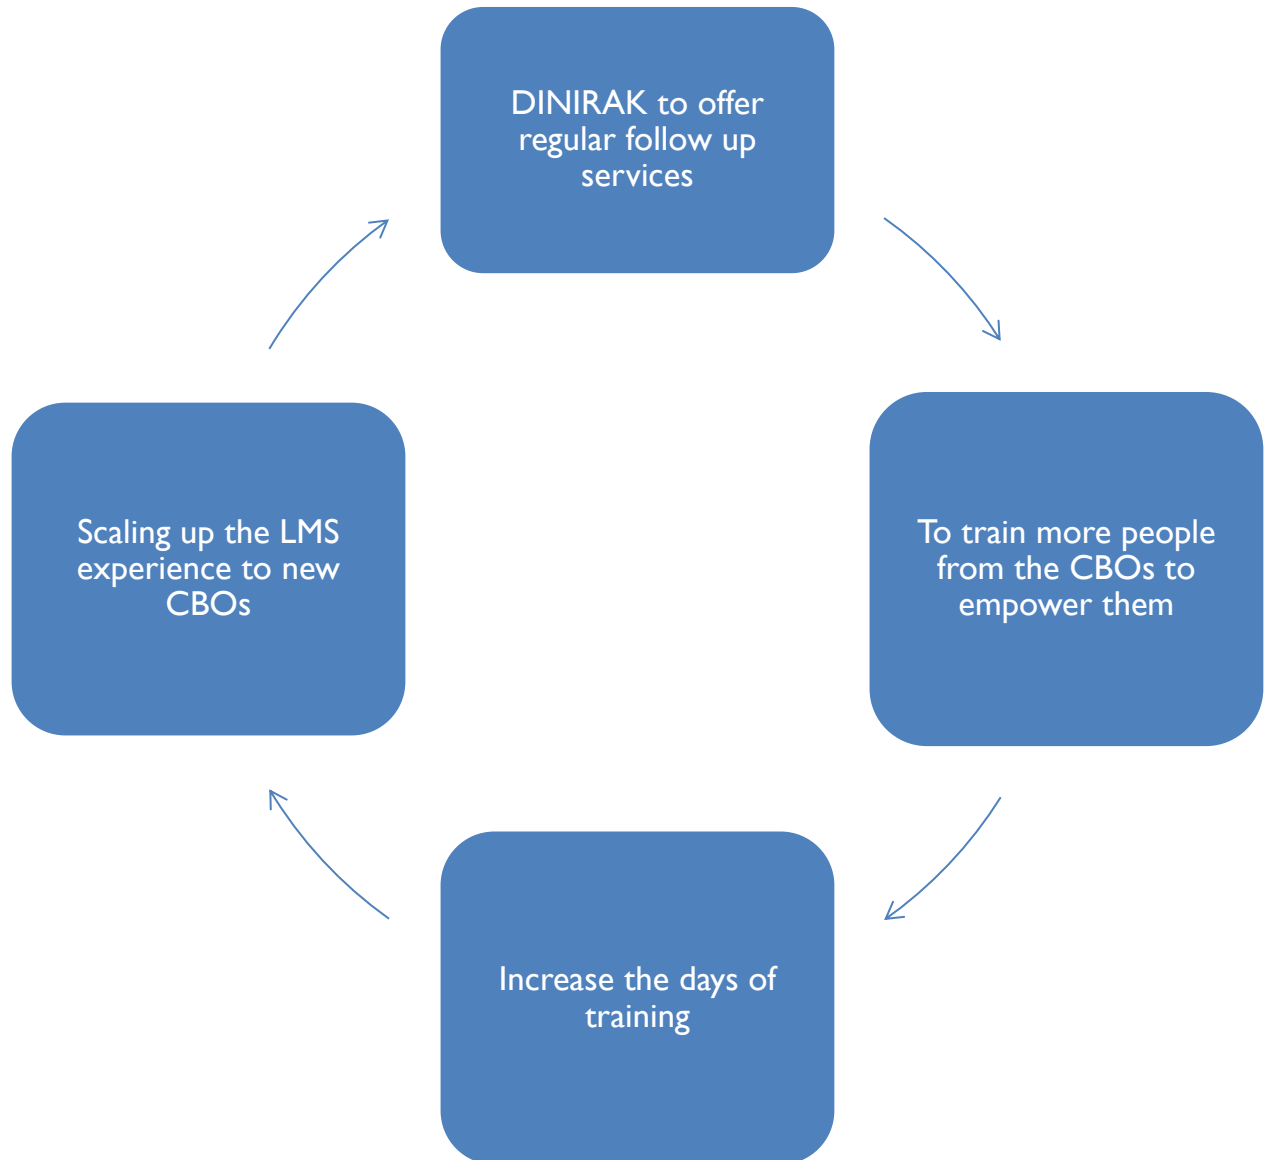 DINIRAK to offer
regular follow up
services
To train more people
from the CBOs to
empower them
Increase the days of
training
Scaling up the LMS
experience to new
CBOs